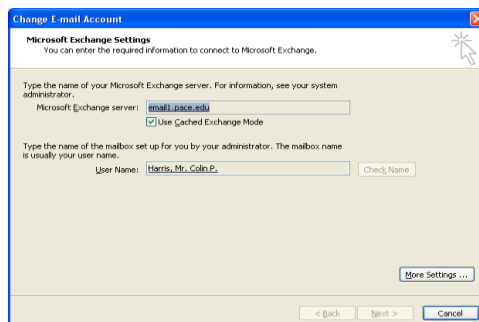 Change E-mail Account
Microsoft Exchange Settings
You can enter the required information to connect to Microsoft Exchange.
Type the name of your Microsoft Exchange server. For information, see your system
administrator.
Microsoft Exchange server: email1.pace.edu
Use Cached Exchange Mode
Type the name of the mailbox set up for you by your administrator. The mailbox name
is usually your user name.
User Name: Harris, Mr. Colin P. Check Name
More Settings ...
< Back Next > Cancel